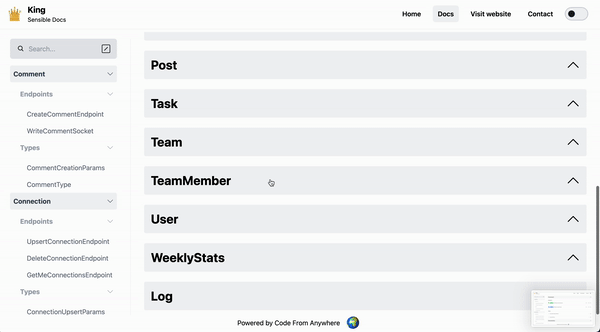 King
Sensible Docs
Home
Docs
Visit website
Contact
Search...
Comment
Endpoints
CreateCommentEndpoint
WriteCommentSocket
Types
CommentCreationParams
CommentType
Connection
Endpoints
UpsertConnectionEndpoint
DeleteConnectionEndpoint
GetMeConnectionsEndpoint
Types
ConnectionUpsertParams
Post
Task
Team
TeamMember
User
WeeklyStats
Log
Powered by Code From Anywhere